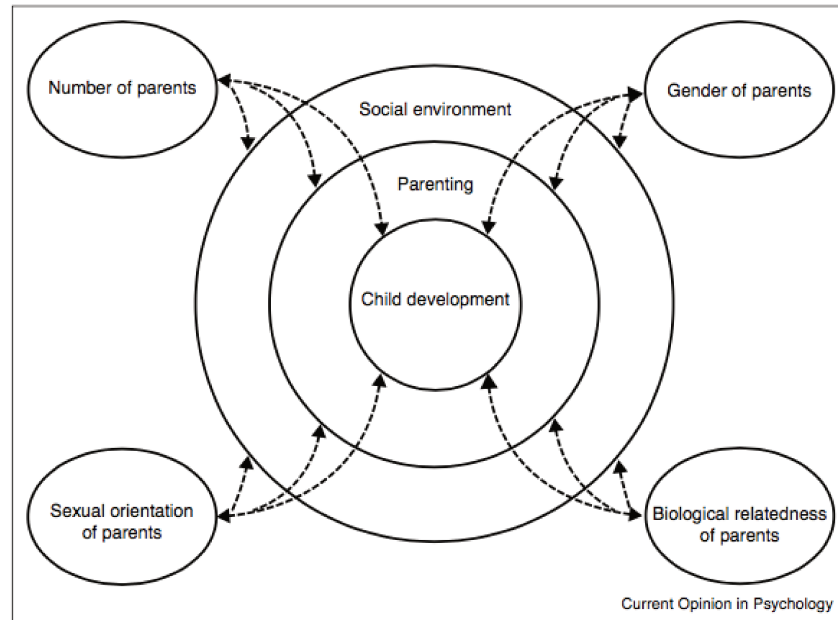 Number of parents
Social environment
Gender of parents
Parenting
Child development
Sexual orientation
of parents
Biological relatedness
of parents
Current Opinion in Psychology